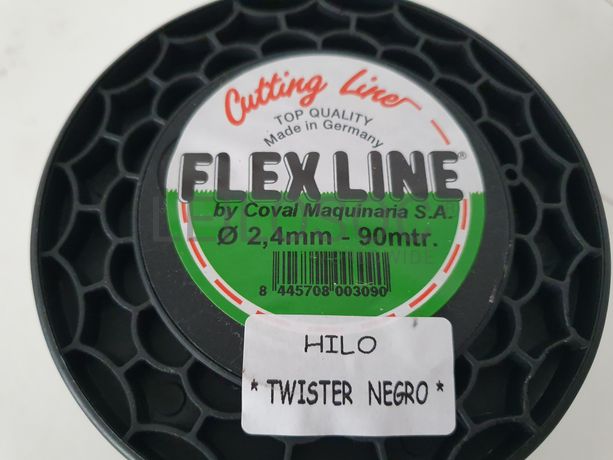 Cutting Line
TOP QUALITY
Made in Germany
FLEX LINE®
by Coval Maquinaria S.A.
Ø 2,4mm - 90mtr.
8 445708 003090
HILO
* TWISTER NEGRO *